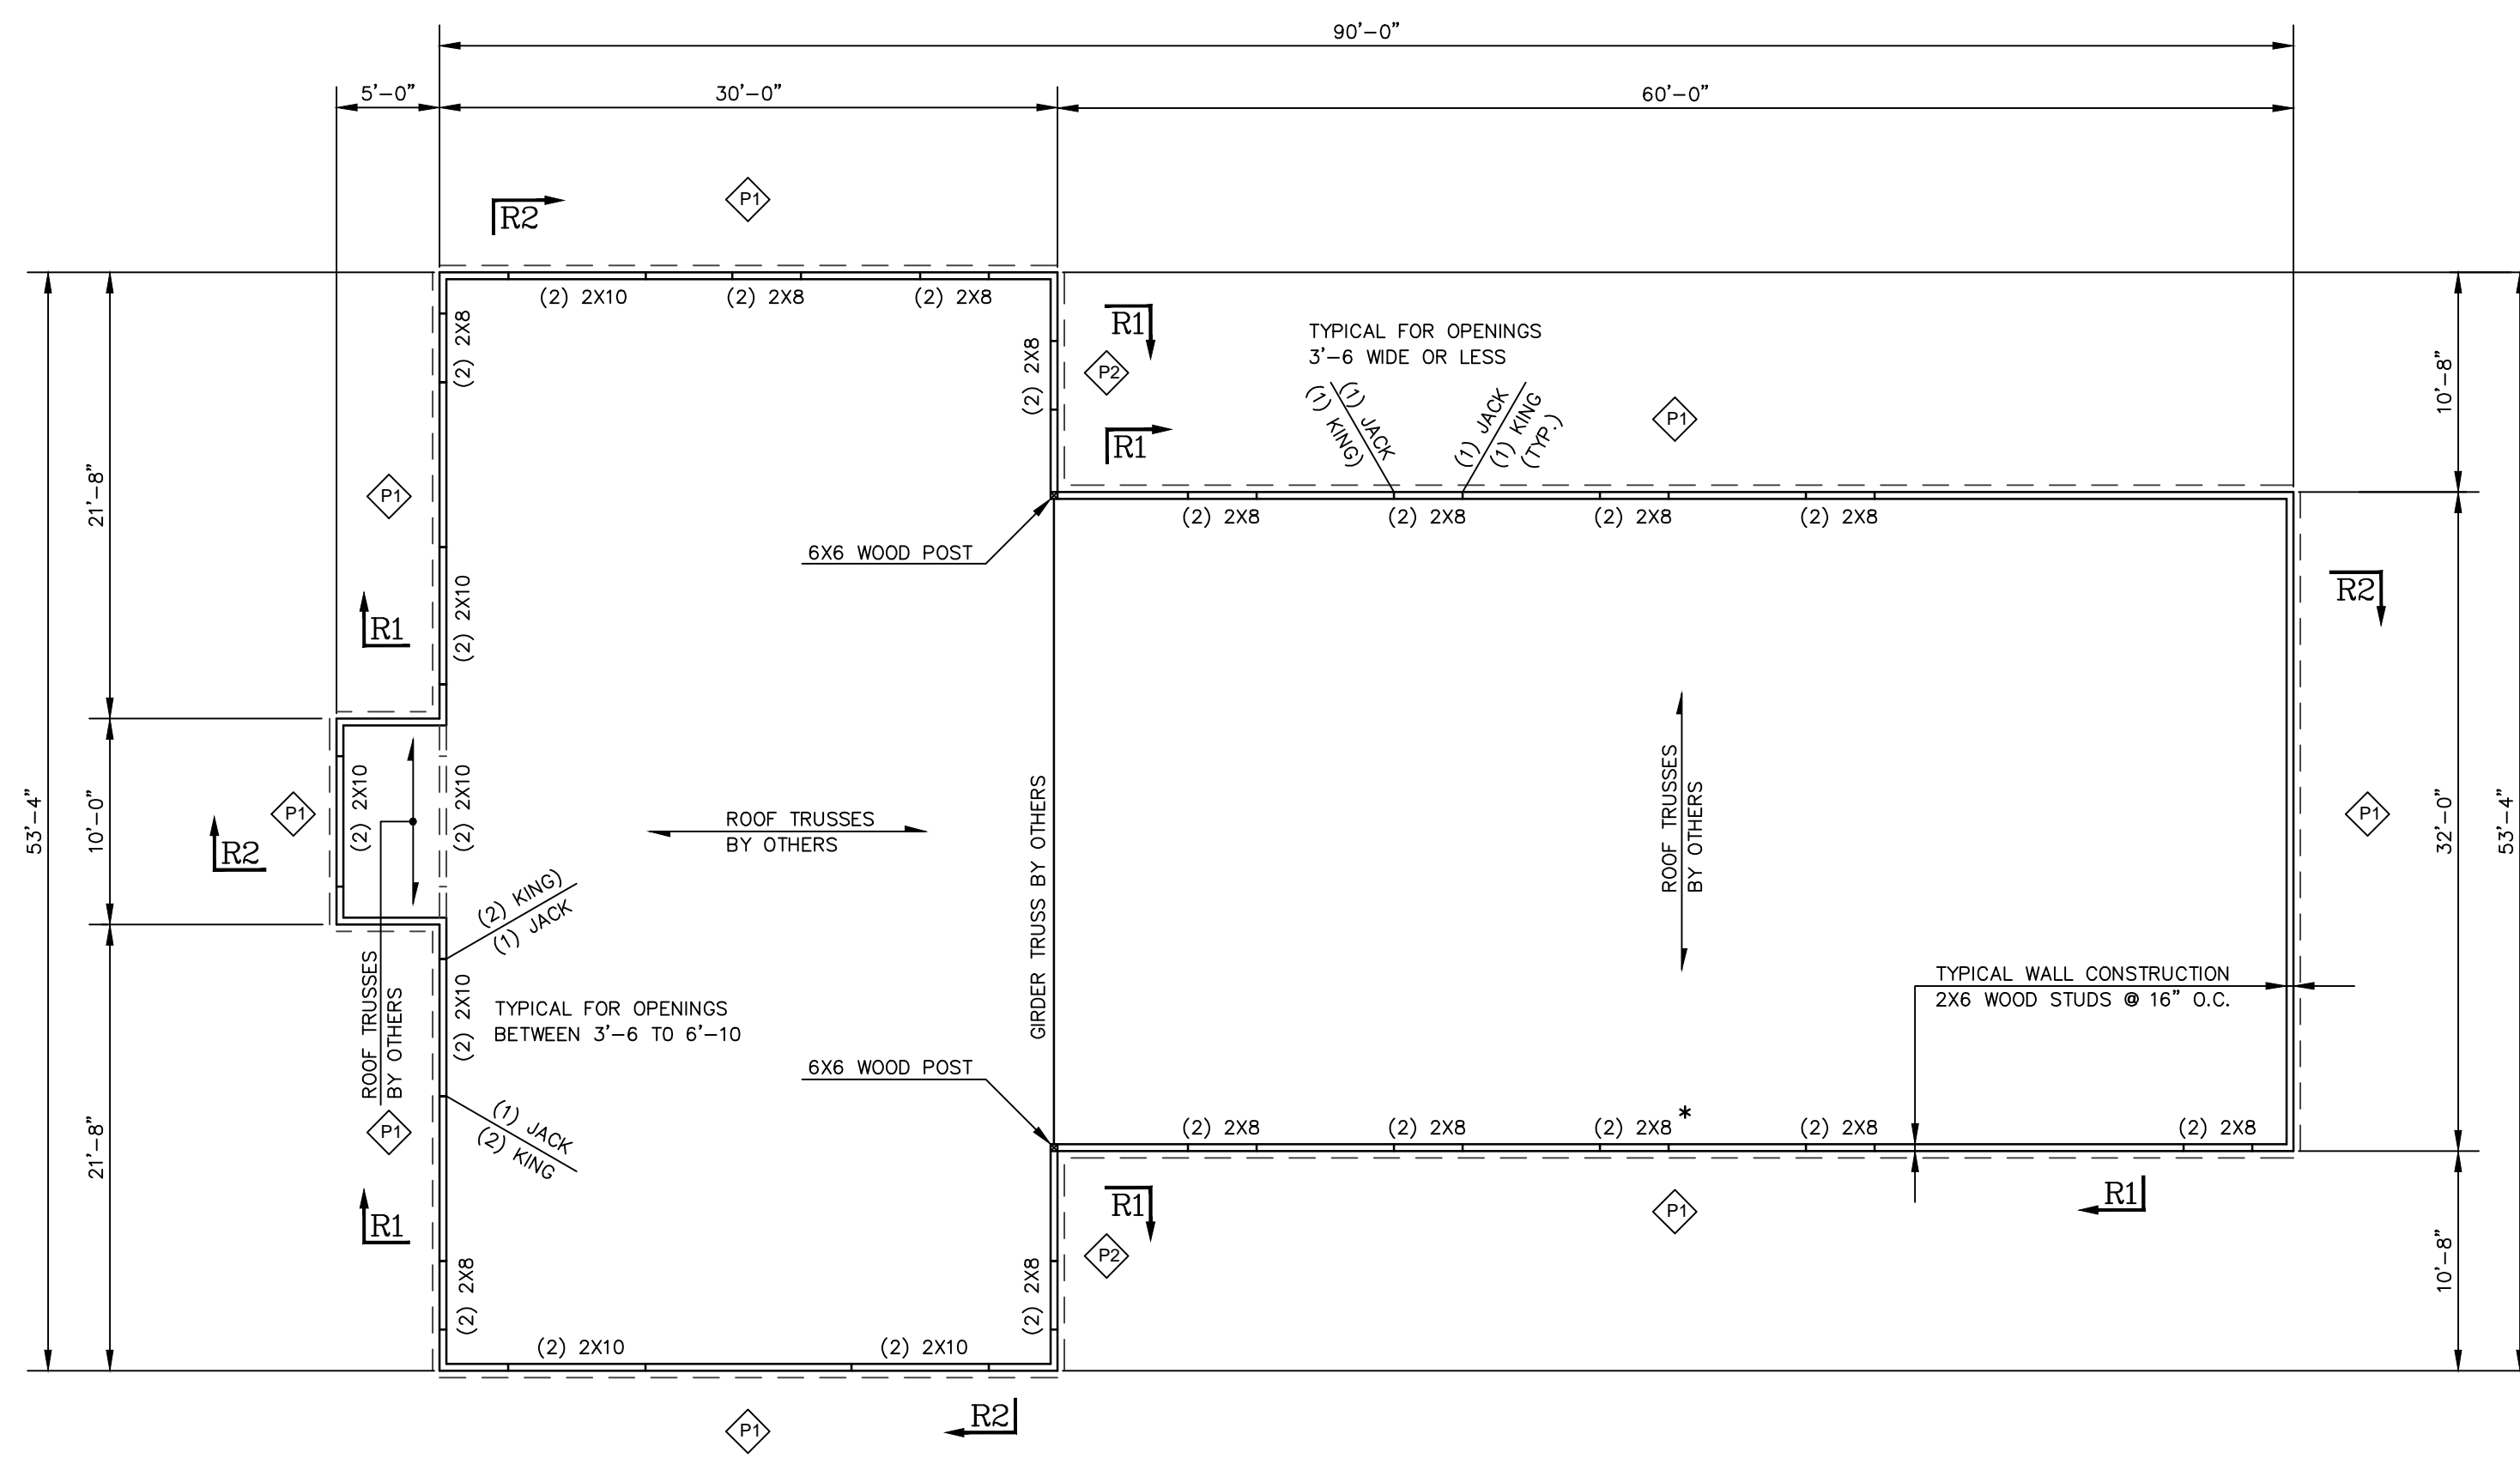 90'-0"
5'-0"
30'-0"
60'-0"
P1
R2
(2) 2X10
(2) 2X8
(2) 2X8
(2) 2X8
(2) 2X8
R1
P2
R1
TYPICAL FOR OPENINGS
3'-6 WIDE OR LESS
(1) JACK
(1) KING)
(1) JACK
(1) KING
(TYP.)
P1
10'-8"
21'-8"
P1
(2) 2X8
(2) 2X8
(2) 2X8
(2) 2X8
6X6 WOOD POST
R1
(2) 2X10
R2
53'-4"
10'-0"
P1
R2
(2) 2X10
(2) 2X10
ROOF TRUSSES
BY OTHERS
GIRDER TRUSS BY OTHERS
ROOF TRUSSES
BY OTHERS
P1
32'-0"
53'-4"
(2) KING)
(1) JACK
ROOF TRUSSES
BY OTHERS
(2) 2X10
TYPICAL FOR OPENINGS
BETWEEN 3'-6 TO 6'-10
TYPICAL WALL CONSTRUCTION
2X6 WOOD STUDS @ 16" O.C.
6X6 WOOD POST
21'-8"
P1
(1) JACK
(2) KING
(2) 2X8
(2) 2X8
(2) 2X8 *
(2) 2X8
(2) 2X8
R1
R1
P2
P1
R1
10'-8"
(2) 2X8
(2) 2X8
(2) 2X10
(2) 2X10
P1
R2